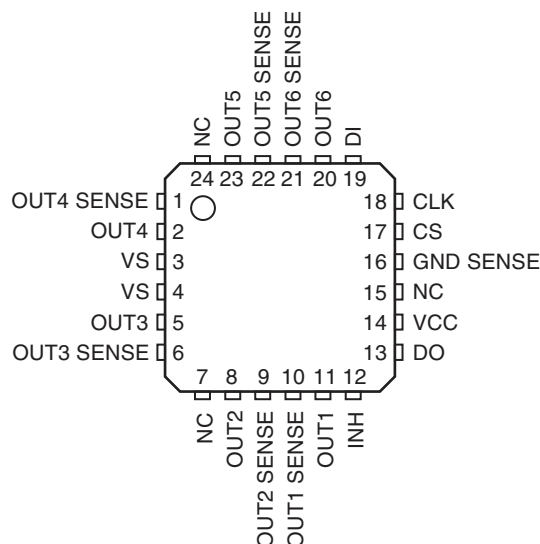 NC
OUT5
OUT5 SENSE
OUT6 SENSE
OUT6
DI
24 23 22 21 20 19
OUT4 SENSE 1
OUT4 2
VS 3
VS 4
OUT3 5
OUT3 SENSE 6
18 CLK
17 CS
16 GND SENSE
15 NC
14 VCC
13 DO
7 8 9 10 11 12
NC
OUT2
OUT2 SENSE
OUT1 SENSE
OUT1
INH